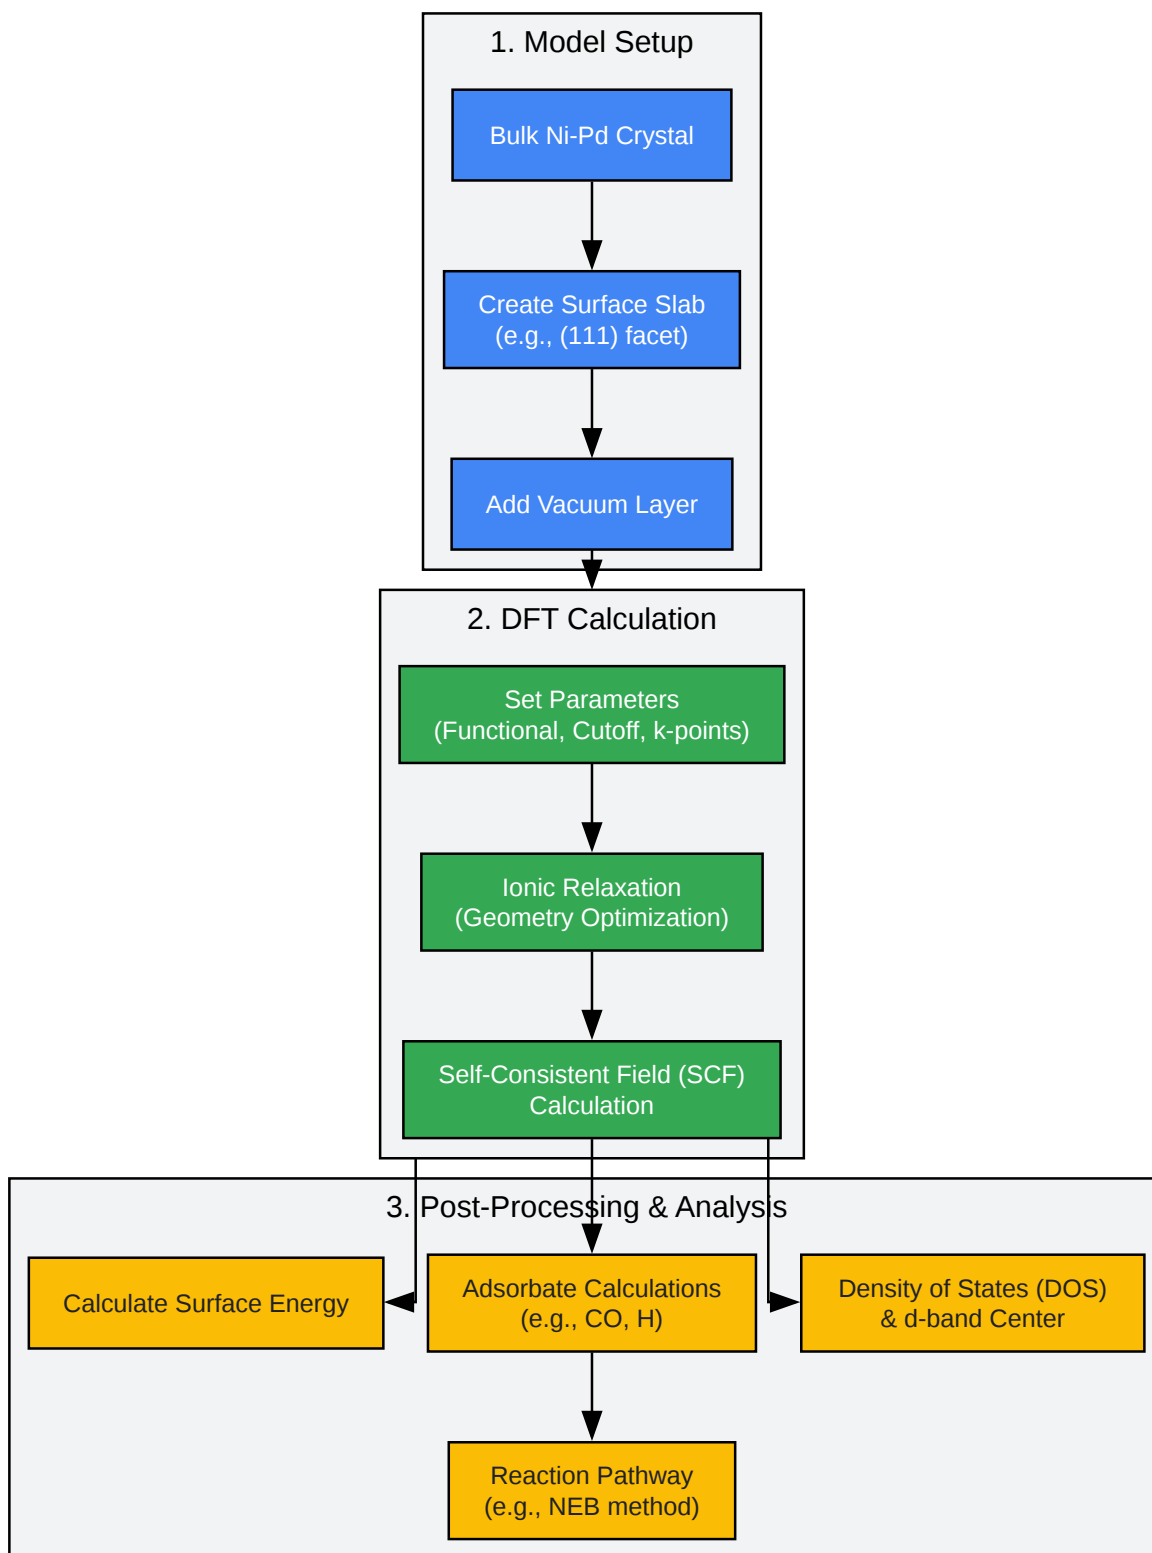 1. Model Setup
Bulk Ni-Pd Crystal
Create Surface Slab
(e.g., (111) facet)
Add Vacuum Layer
2. DFT Calculation
Set Parameters
(Functional, Cutoff, k-points)
Ionic Relaxation
(Geometry Optimization)
Self-Consistent Field (SCF)
Calculation
3. Post-Processing & Analysis
Calculate Surface Energy
Adsorbate Calculations
(e.g., CO, H)
Density of States (DOS)
& d-band Center
Reaction Pathway
(e.g., NEB method)